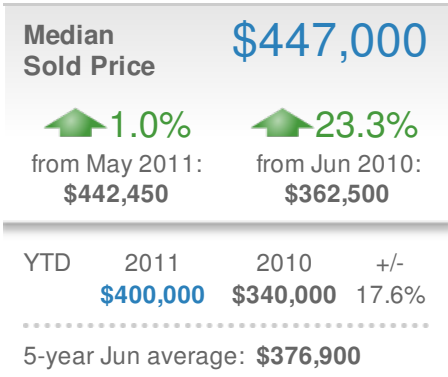 Median $447,000
Sold Price
1.0% 23.3%
from May 2011: from Jun 2010:
$442,450 $362,500
YTD 2011 2010 +/-
$400,000 $340,000 17.6%
5-year Jun average: $376,900